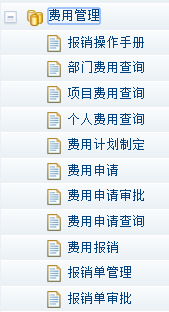 费用管理
报销操作手册
部门费用查询
项目费用查询
个人费用查询
费用计划制定
费用申请
费用申请审批
费用申请查询
费用报销
报销单管理
报销单审批